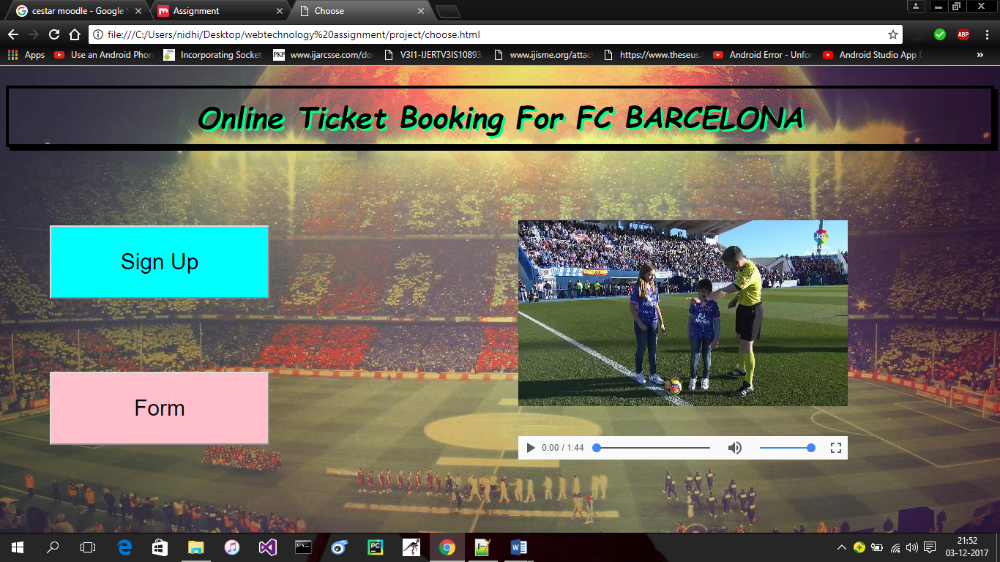 cestar moodle - Google S
Assignment
Choose
file:///C:/Users/nidhi/Desktop/webtechnology%20assignment/project/choose.html
ABP
Apps
Use an Android Phon
Incorporating Socket
PKP
www.ijarcsse.com/do
V3I1-IJERTV3IS10893
www.ijisme.org/attac
https://www.theseus.
Android Error - Unfor
Android Studio App D
»
Online Ticket Booking For FC BARCELONA
Sign Up
Form
0:00 / 1:44
21:52
03-12-2017